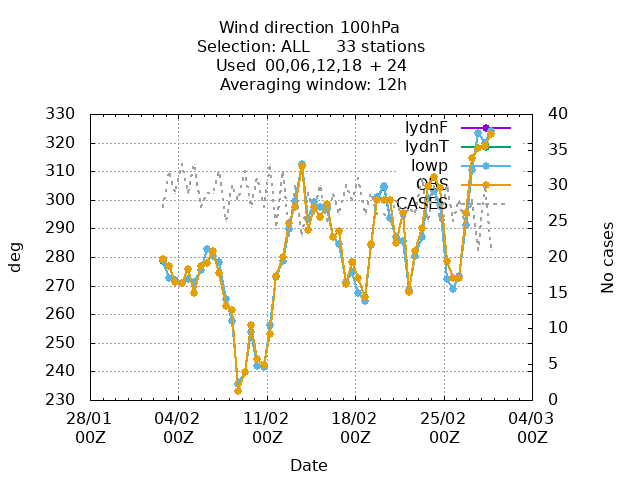 Wind direction 100hPa
Selection: ALL 33 stations
Used 00,06,12,18 + 24
Averaging window: 12h
330
320
310
300
290
280
270
260
250
240
230
deg
40
35
30
25
20
15
10
5
0
No cases
lydnF
lydnT
lowp
OBS
CASES
28/01 04/02 11/02 18/02 25/02 04/03
00Z 00Z 00Z 00Z 00Z 00Z
Date